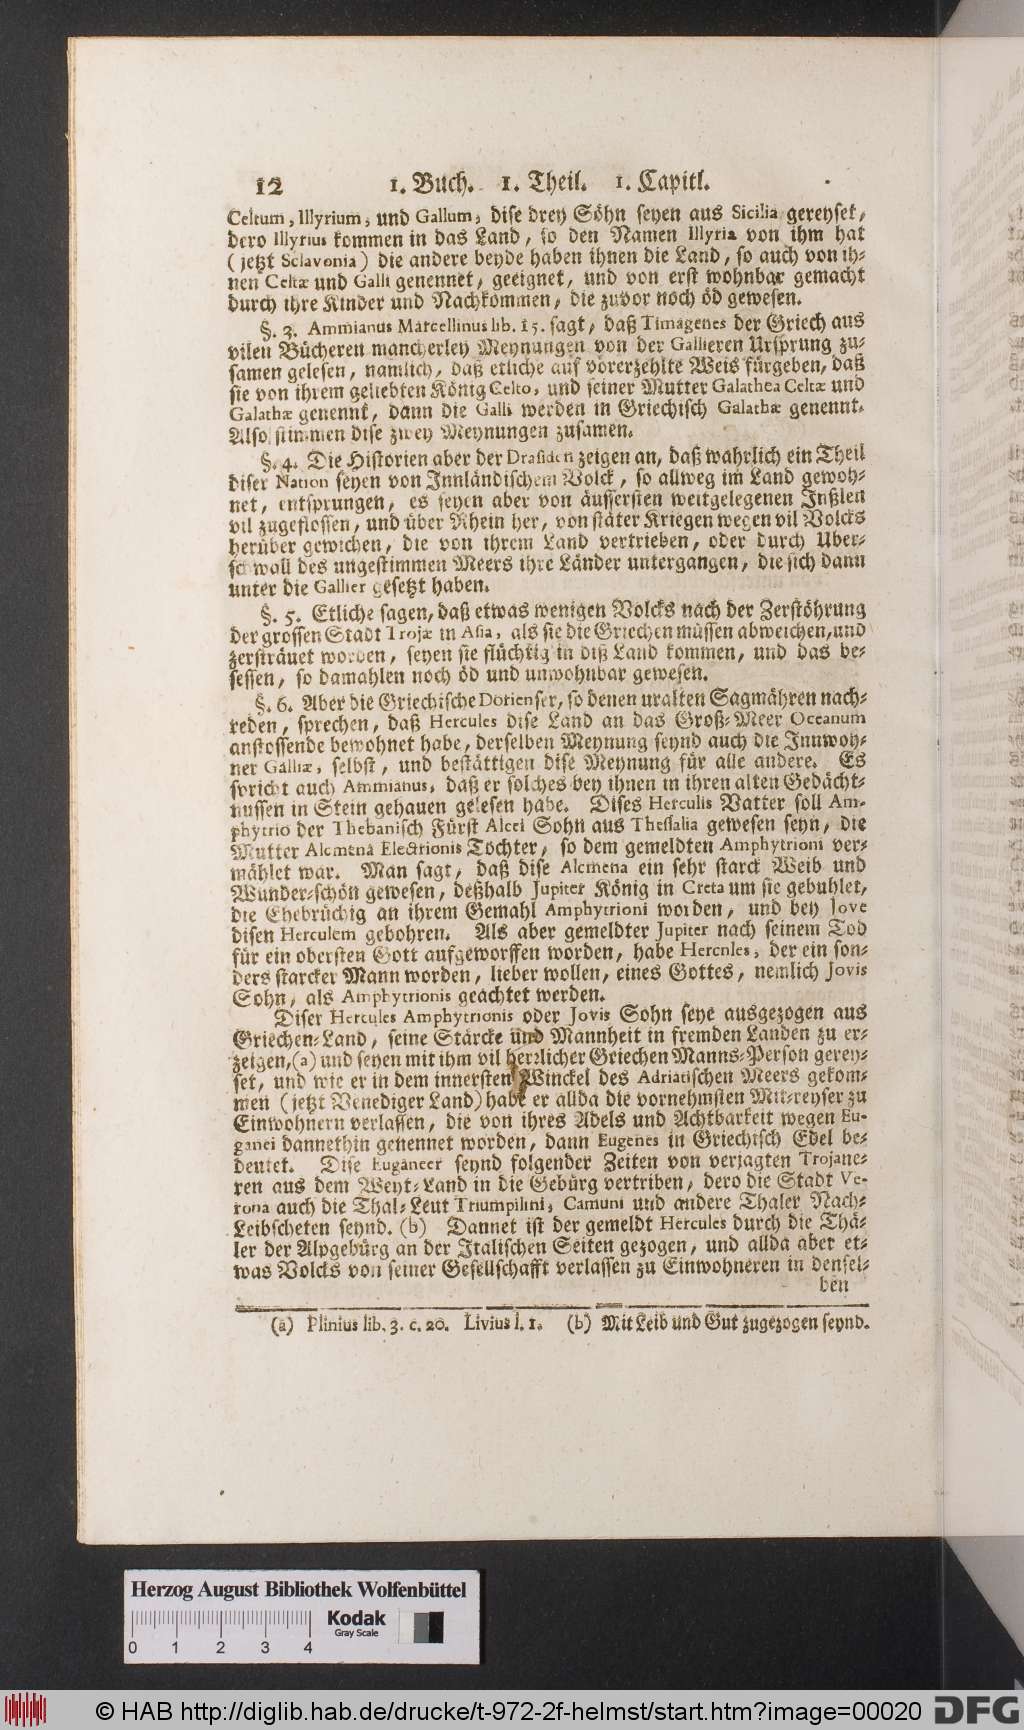 12 1. Buch. 1. Theil. 1. Capitl.
Celtum, Illyrium, und Gallum, dise drey Söhn seyen aus Sicilia gereyset,
dero Illyrius kommen in das Land, so den Namen Illyria von ihm hat
(jetzt Sclavonia) die andere beyde haben ihnen die Land, so auch von ih-
nen Celtæ und Galli genennet, geeignet, und von erst wohnbar gemacht
durch ihre Kinder und Nachkommen, die zuvor noch öd gewesen.
§. 3. Ammianus Marcellinus lib. 15. sagt, daß Timagenes der Griech aus
vilen Bücheren mancherley Meynungen von der Gallieren Ursprung zu-
samen gelesen, namlich, daß etliche auf vorerzehlte Weis fürgeben, daß
sie von ihrem geliebten König Celto, und seiner Mutter Galathea Celtæ und
Galathæ genennt, dann die Galli werden in Griechisch Galathæ genennt.
Also stimmen dise zwey Meynungen zusamen.
§. 4. Die Historien aber der Drasiden zeigen an, daß wahrlich ein Theil
diser Nation seyen von Innländischem Volck, so allweg im Land gewoh-
net, entsprungen, es seyen aber von äussersten weitgelegenen Inßlen
vil zugeflossen, und über Rhein her, von stäter Kriegen wegen vil Volcks
herüber gewichen, die von ihrem Land vertrieben, oder durch Uber-
schwall des ungestimmen Meers ihre Länder untergangen, die sich dann
unter die Gallier gesetzt haben.
§. 5. Etliche sagen, daß etwas wenigen Volcks nach der Zerstöhrung
der grossen Stadt Trojæ in Asia, als sie die Griechen müssen abweichen, und
zersträuet worden, seyen sie flüchtig in diß Land kommen, und das be-
sessen, so damahlen noch öd und unwohnbar gewesen.
§. 6. Aber die Griechische Dorienser, so denen uralten Sagmähren nach-
reden, sprechen, daß Hercules dise Land an das Groß-Meer Oceanum
anstossende bewohnet habe, derselben Meynung seynd auch die Innwoh-
ner Galliæ, selbst, und bestättigen dise Meynung für alle andere. Es
spricht auch Ammianus, daß er solches bey ihnen in ihren alten Gedächt-
nussen in Stein gehauen gelesen habe. Dises Herculis Vatter soll Am-
phytrio der Thebanisch Fürst Alcei Sohn aus Thessalia gewesen seyn, die
Mutter Alcmena Electrionis Töchter, so dem gemeldten Amphytrioni ver-
mählet war. Man sagt, daß dise Alcmena ein sehr starck Weib und
Wunder-schön gewesen, deßhalb Jupiter König in Creta um sie gebuhlet,
die Ehebrüchig an ihrem Gemahl Amphytrioni worden, und bey Jove
disen Herculem gebohren. Als aber gemeldter Jupiter nach seinem Tod
für ein obersten Gott aufgeworffen worden, habe Hercnles, der ein son-
ders starcker Mann worden, lieber wollen, eines Gottes, nemlich Jovis
Sohn, als Amphytrionis geachtet werden.
Diser Hercules Amphytrionis oder Jovis Sohn seye ausgezogen aus
Griechen-Land, seine Stärcke und Mannheit in fremden Landen zu er-
zeigen, (a) und seyen mit ihm vil herrlicher Griechen Manns-Person gerey-
set, und wie er in dem innersten Winckel des Adriatischen Meers gekom-
men (jetzt Venediger Land) habe er allda die vornehmsten Mit-reyser zu
Einwohnern verlassen, die von ihres Adels und Achtbarkeit wegen Eu-
ganei dannethin genennet worden, dann Eugenes in Griechisch Edel be-
deutet. Dise Euganeer seynd folgender Zeiten von verjagten Trojane-
ren aus dem Weyt-Land in die Gebürg vertriben, dero die Stadt Ve-
rona auch die Thal-Leut Triumpilini, Camuni und andere Thaler Nach-
Leibscheten seynd. (b) Dannet ist der gemeldt Hercules durch die Thä-
ler der Alpgebürg an der Italischen Seiten gezogen, und allda aber et-
was Volcks von seiner Gesellschafft verlassen zu Einwohneren in densel-
ben
(a) Plinius lib. 3. c. 20. Livius l. 1. (b) Mit Leib und Gut zugezogen seynd.
Herzog August Bibliothek Wolfenbüttel
Kodak
Gray Scale
0 1 2 3 4
© HAB http://diglib.hab.de/drucke/t-972-2f-helmst/start.htm?image=00020 DFG